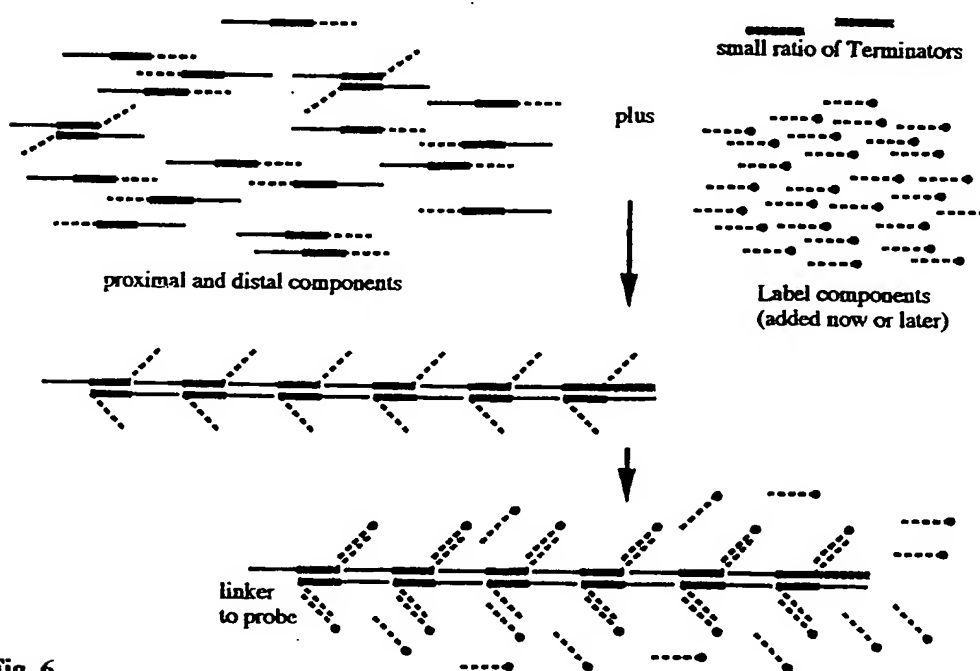 small ratio of Terminators
plus
proximal and distal components
Label components
(added now or later)
linker
to probe
Fig. 6